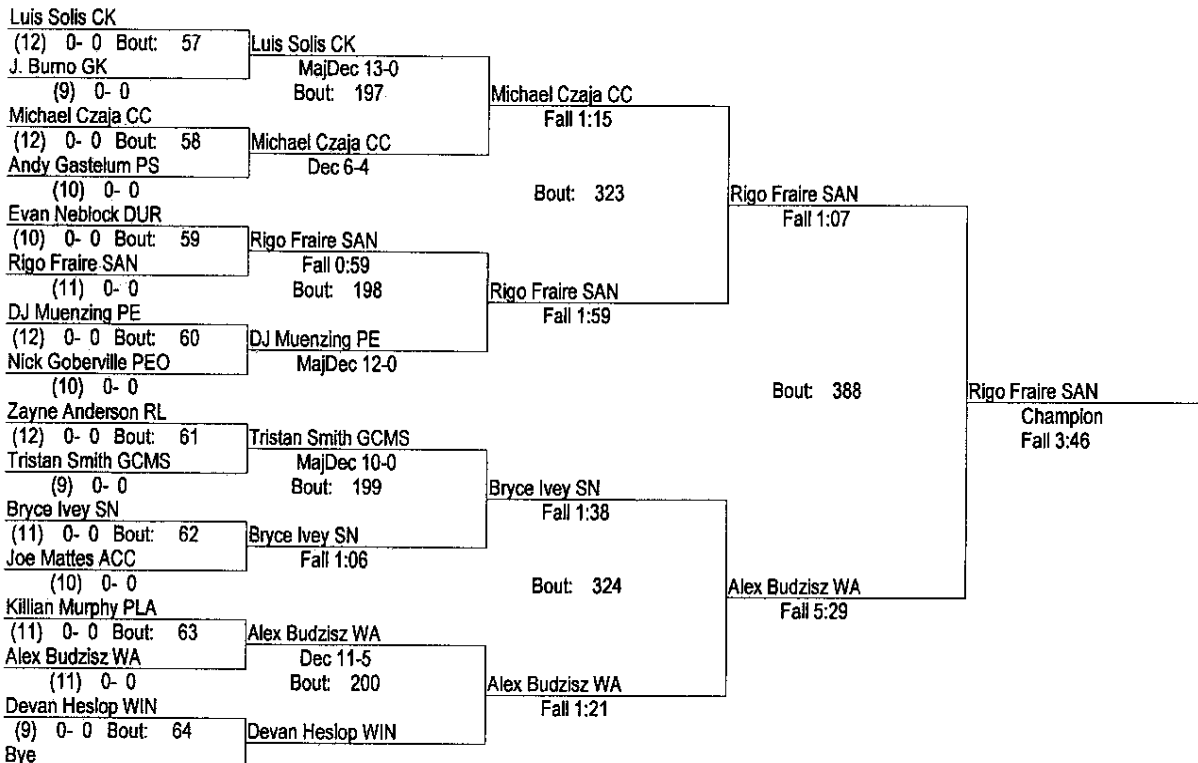 Luis Solis CK
(12) 0- 0 Bout: 57
J. Burno GK
(9) 0- 0
Michael Czaja CC
(12) 0- 0 Bout: 58
Andy Gastelum PS
(10) 0- 0
Evan Neblock DUR
(10) 0- 0 Bout: 59
Rigo Fraire SAN
(11) 0- 0
DJ Muenzing PE
(12) 0- 0 Bout: 60
Nick Goberville PEO
(10) 0- 0
Zayne Anderson RL
(12) 0- 0 Bout: 61
Tristan Smith GCMS
(9) 0- 0
Bryce Ivey SN
(11) 0- 0 Bout: 62
Joe Mattes ACC
(10) 0- 0
Killian Murphy PLA
(11) 0- 0 Bout: 63
Alex Budzisz WA
(11) 0- 0
Devan Heslop WIN
(9) 0- 0 Bout: 64
Bye
Luis Solis CK
MajDec 13-0
Bout: 197
Michael Czaja CC
Dec 6-4
Rigo Fraire SAN
Fall 0:59
Bout: 198
DJ Muenzing PE
MajDec 12-0
Tristan Smith GCMS
MajDec 10-0
Bout: 199
Bryce Ivey SN
Fall 1:06
Alex Budzisz WA
Dec 11-5
Bout: 200
Devan Heslop WIN
Michael Czaja CC
Fall 1:15
Bout: 323
Rigo Fraire SAN
Fall 1:59
Bryce Ivey SN
Fall 1:38
Bout: 324
Alex Budzisz WA
Fall 1:21
Rigo Fraire SAN
Fall 1:07
Bout: 388
Alex Budzisz WA
Fall 5:29
Rigo Fraire SAN
Champion
Fall 3:46